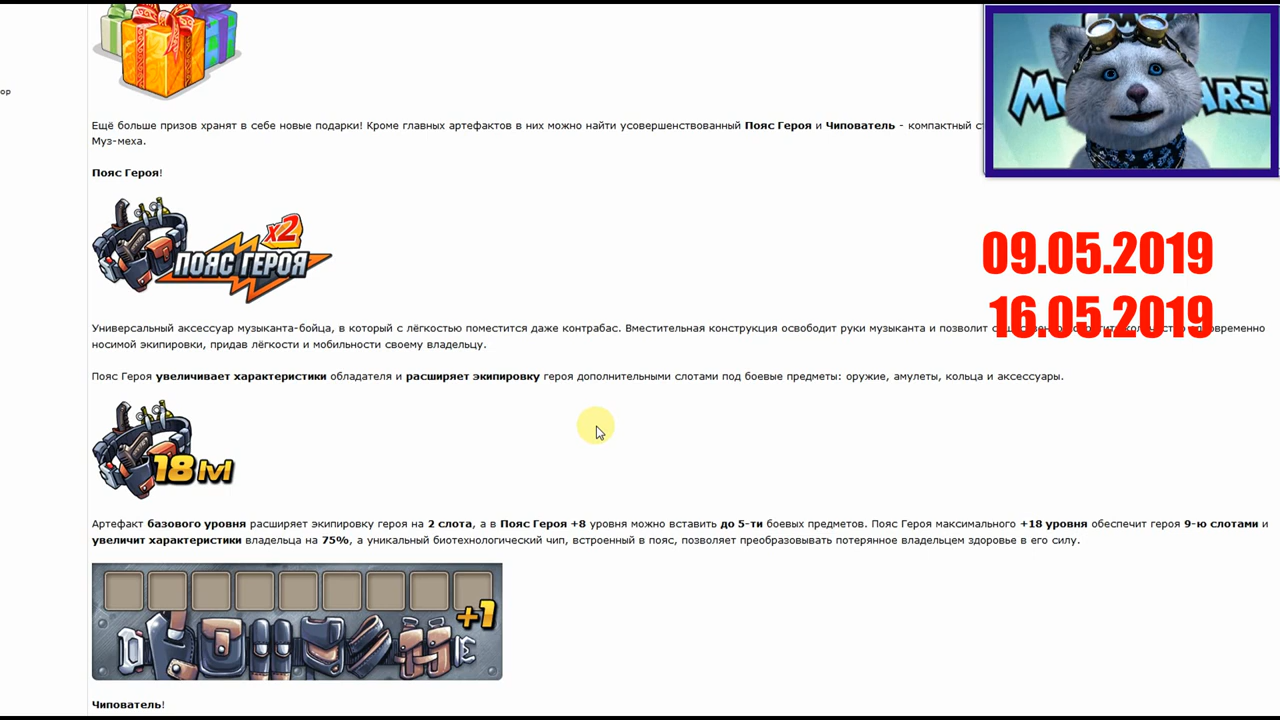 ор
Ещё больше призов хранят в себе новые подарки! Кроме главных артефактов в них можно найти усовершенствованный Пояс Героя и Чипователь - компактный
Муз-меха.
Пояс Героя!
x2
ПОЯС ГЕРОЯ
09.05.2019
16.05.2019
Универсальный аксессуар музыканта-бойца, в который с лёгкостью поместится даже контрабас. Вместительная конструкция освободит руки музыканта и позволит
носимой экипировки, придав лёгкости и мобильности своему владельцу.
Пояс Героя увеличивает характеристики обладателя и расширяет экипировку героя дополнительными слотами под боевые предметы: оружие, амулеты, кольца и аксессуары.
18 lvl
Артефакт базового уровня расширяет экипировку героя на 2 слота, а в Пояс Героя +8 уровня можно вставить до 5-ти боевых предметов. Пояс Героя максимального +18 уровня обеспечит героя 9-ю слотами и
увеличит характеристики владельца на 75%, а уникальный биотехнологический чип, встроенный в пояс, позволяет преобразовывать потерянное владельцем здоровье в его силу.
+1
Чипователь!